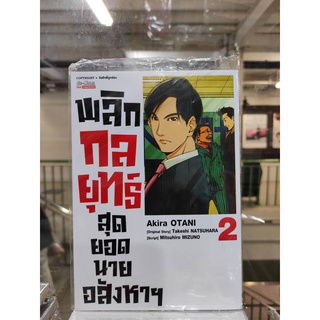 พลิก
กล
ยุทธ์
สุด
ยอด
นาย
อสังหาฯ
Akira OTANI
[Original Story] Takeshi NATSUHARA
[Script] Mitsuhiro MIZUNO
2